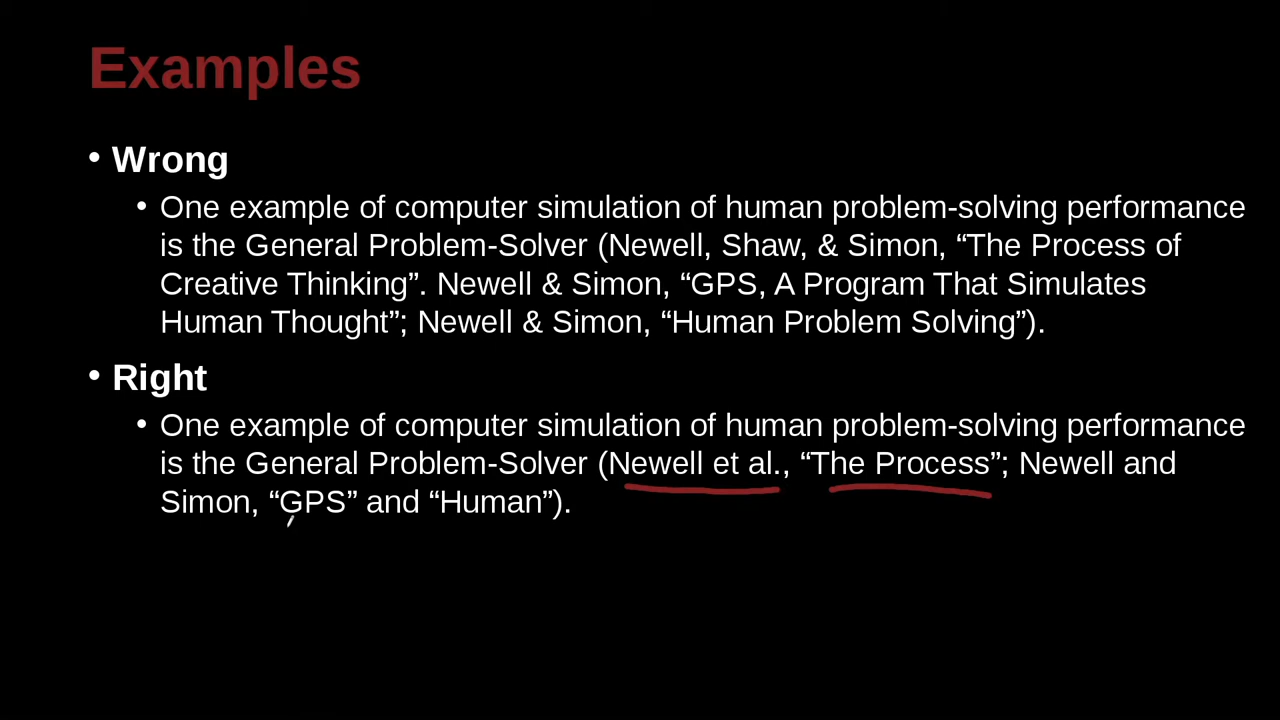 Examples
• Wrong
• One example of computer simulation of human problem-solving performance
is the General Problem-Solver (Newell, Shaw, & Simon, “The Process of
Creative Thinking”. Newell & Simon, “GPS, A Program That Simulates
Human Thought”; Newell & Simon, “Human Problem Solving”).
• Right
• One example of computer simulation of human problem-solving performance
is the General Problem-Solver (Newell et al., “The Process”; Newell and
Simon, “GPS” and “Human”).